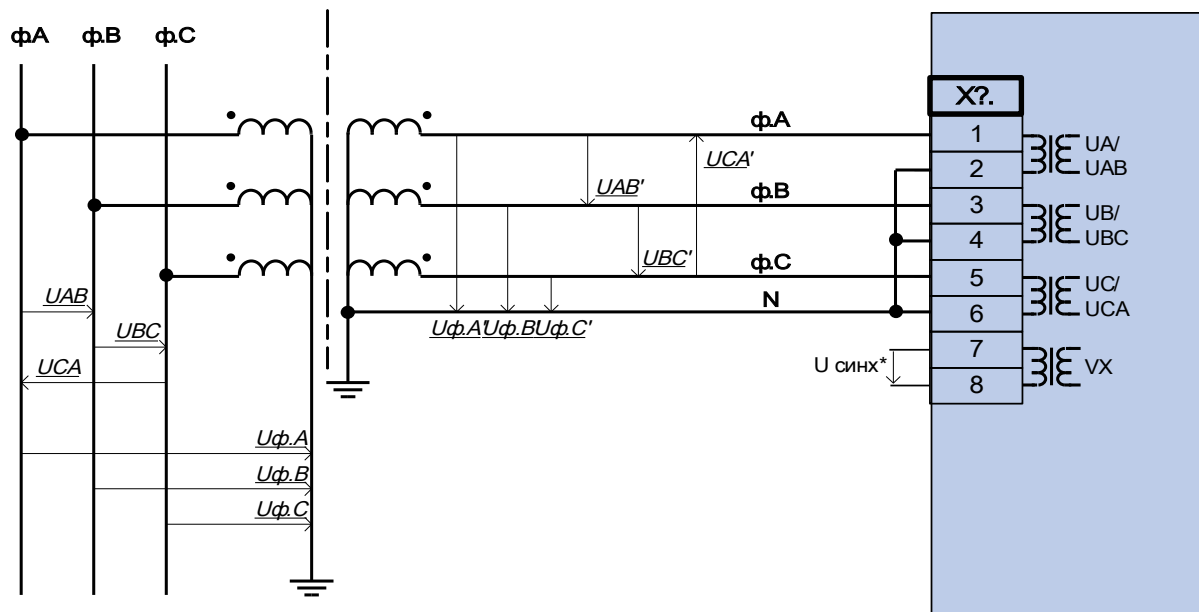 ф.А ф.В ф.С
Х?.
ф.А
1
UA/
UAB
2
UCA'
UAB'
ф.В
3
UB/
UBC
4
UBC'
ф.С
5
UC/
UCA
N
6
UAB
Uф.А' Uф.В' Uф.С'
UBC
7
U синх*
VX
UCA
8
Uф.А
Uф.В
Uф.С